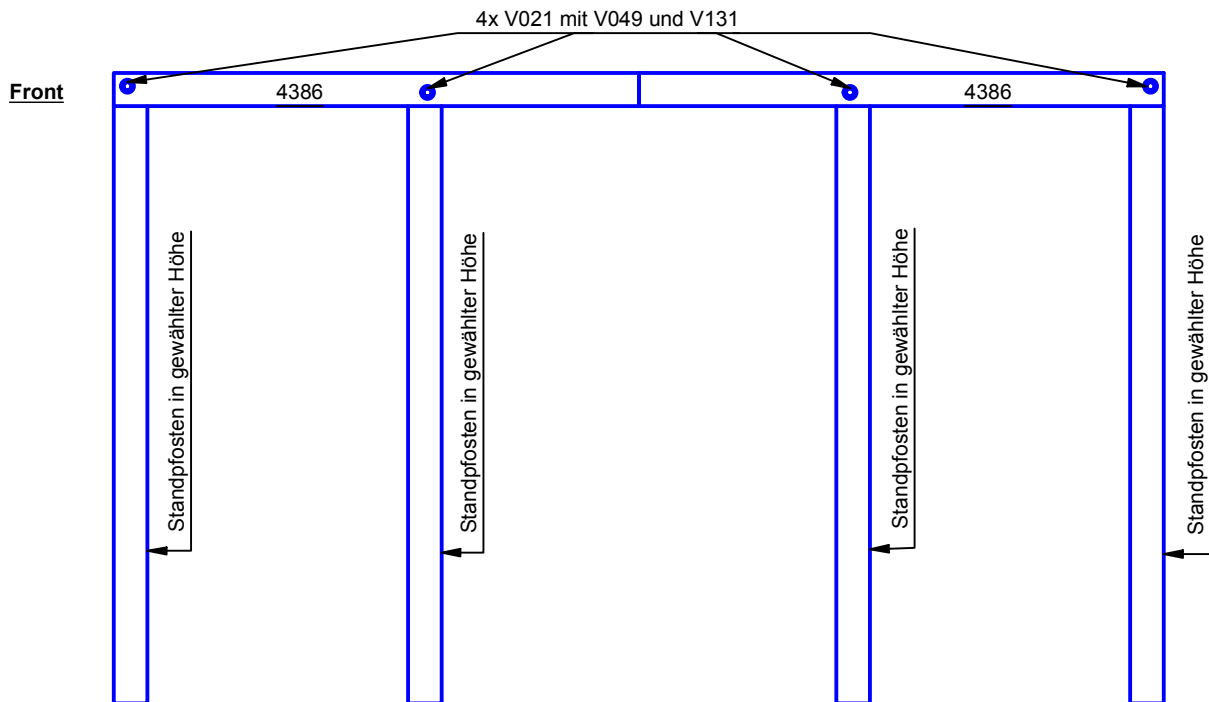 4x V021 mit V049 und V131
Front
4386
4386
Standpfosten in gewählter Höhe
Standpfosten in gewählter Höhe
Standpfosten in gewählter Höhe
Standpfosten in gewählter Höhe